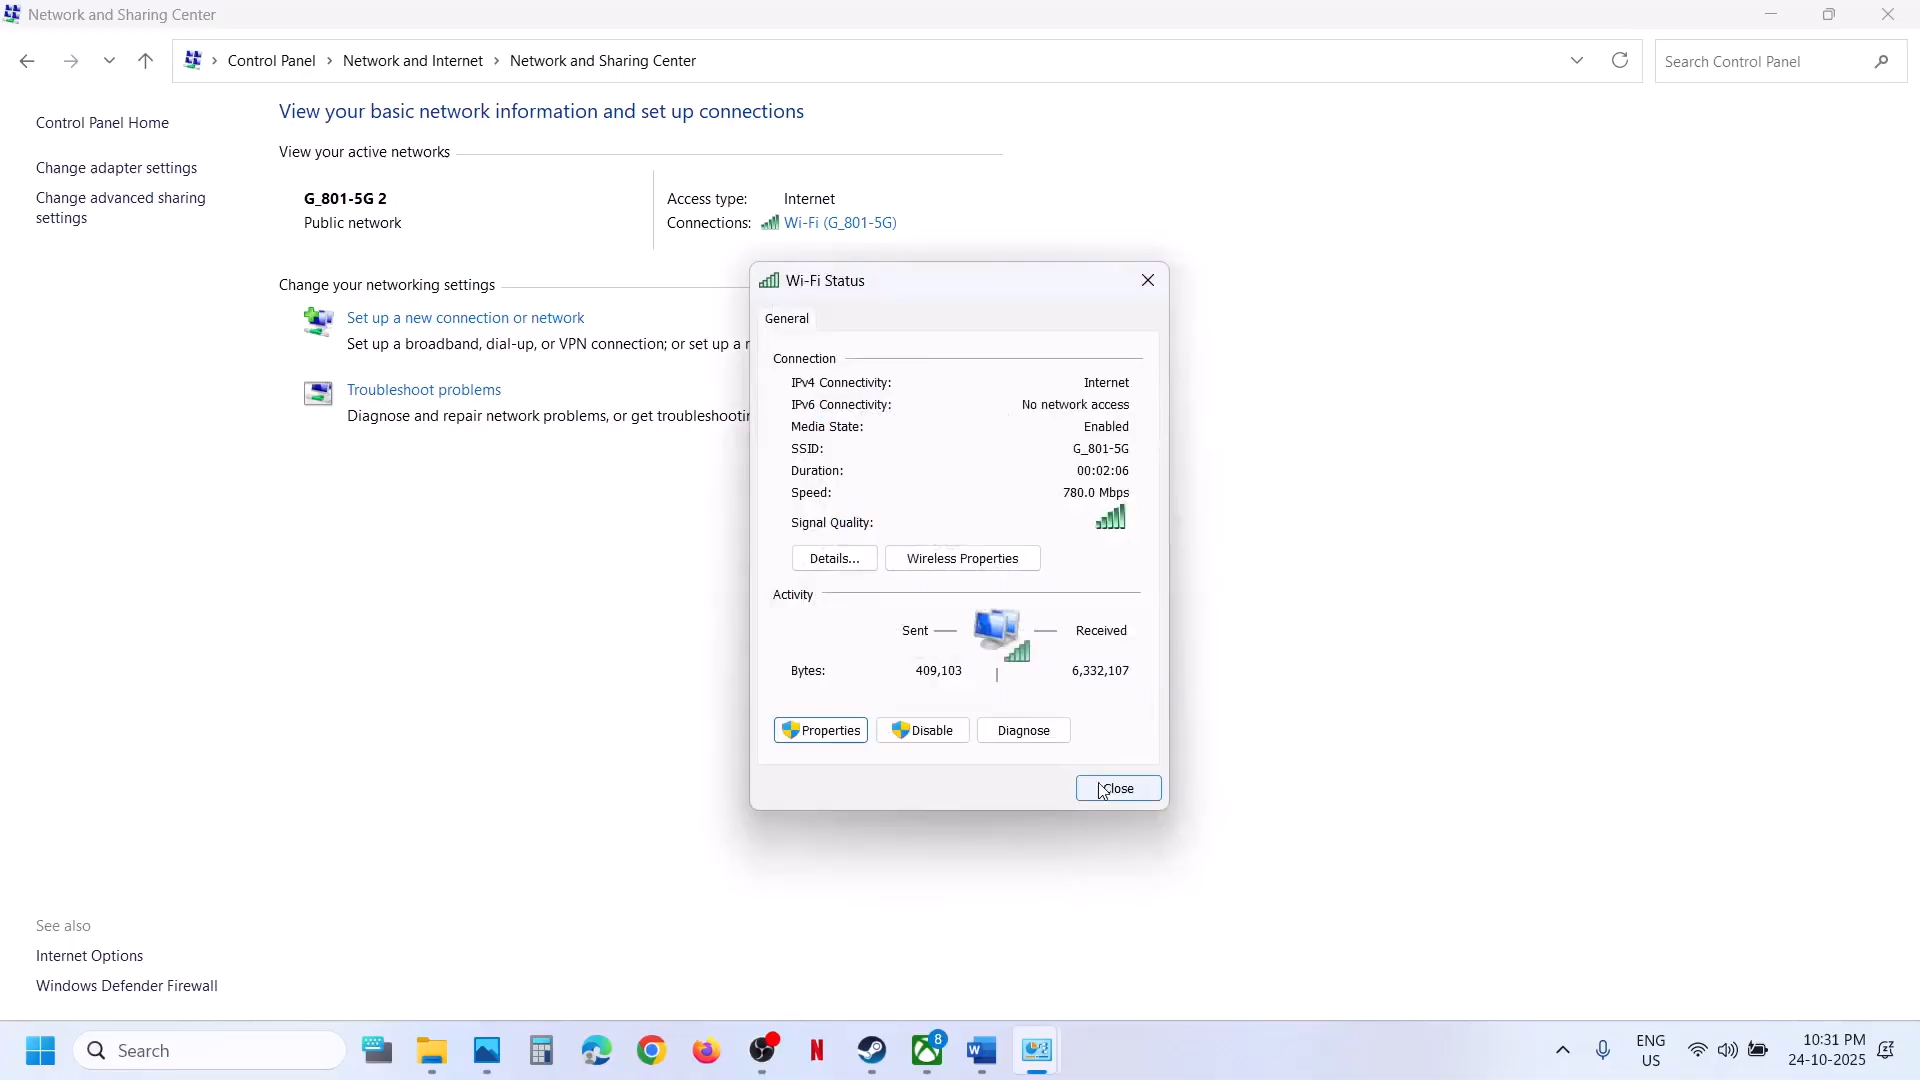 Network and Sharing Center
Control Panel > Network and Internet > Network and Sharing Center
Search Control Panel
Control Panel Home
Change adapter settings
Change advanced sharing
settings
View your basic network information and set up connections
View your active networks
G_801-5G 2
Public network
Access type: Internet
Connections: Wi-Fi (G_801-5G)
Change your networking settings
Set up a new connection or network
Set up a broadband, dial-up, or VPN connection; or set up a
Troubleshoot problems
Diagnose and repair network problems, or get
Wi-Fi Status
General
Connection
IPv4 Connectivity: Internet
IPv6 Connectivity: No network access
Media State: Enabled
SSID: G_801-5G
Duration: 00:02:06
Speed: 780.0 Mbps
Signal Quality:
Details... Wireless Properties
Activity
Sent Received
Bytes: 409,103 6,332,107
Properties Disable Diagnose
Close
See also
Internet Options
Windows Defender Firewall
Search
N
8
W
ENG
US
10:31 PM
24-10-2025